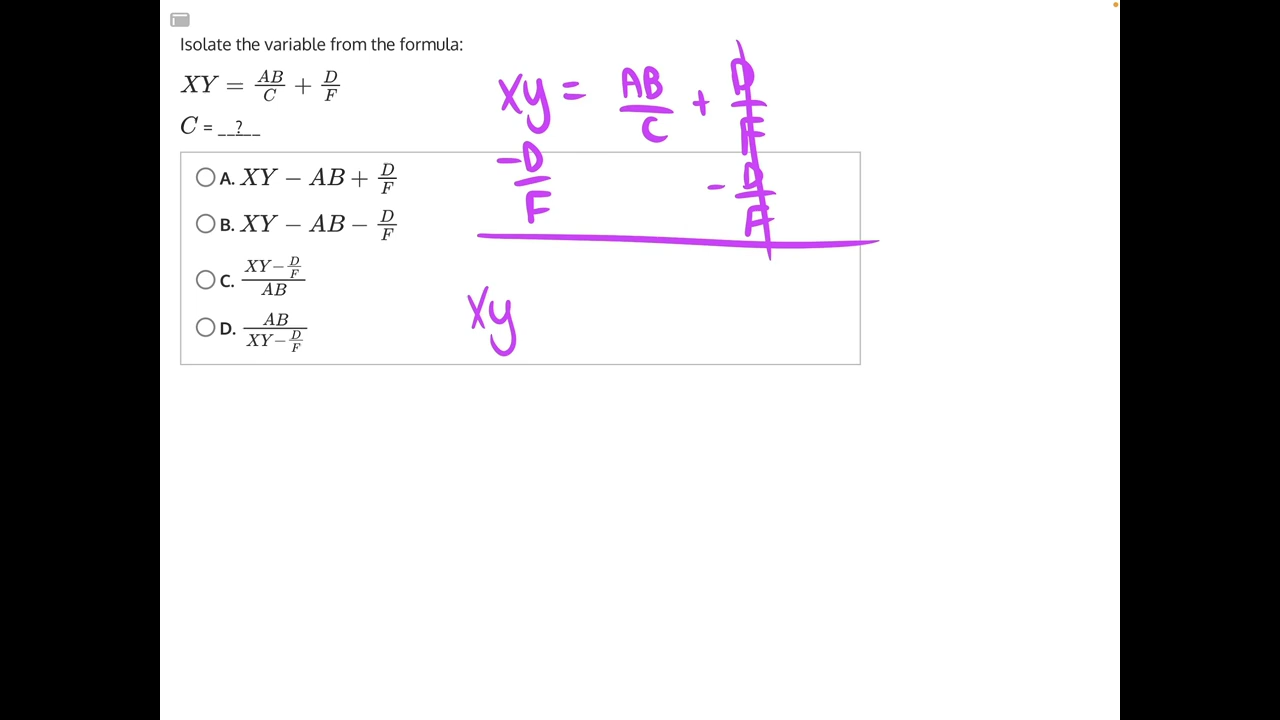 Isolate the variable from the formula:
XY = AB/C + D/F
C = __?__
A. XY − AB + D/F
B. XY − AB − D/F
C. (XY − D/F)/AB
D. AB/(XY − D/F)
xy = AB/C + D/F
−D/F − D/F
xy